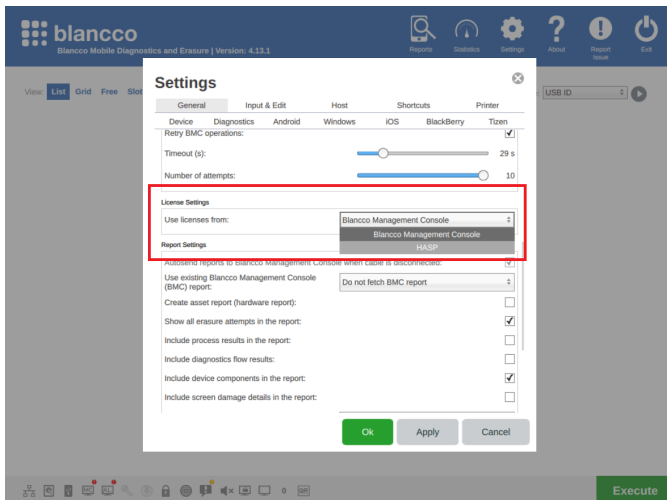 blancco
Blancco Mobile Diagnostics and Erasure | Version: 4.13.1
Reports Statistics Settings About Report Issue Exit
View: List Grid Free Slot
USB ID
Settings
General Input & Edit Host Shortcuts Printer
Device Diagnostics Android Windows iOS BlackBerry Tizen
Retry BMC operations:
Timeout (s): 29 s
Number of attempts: 10
License Settings
Use licenses from: Blancco Management Console
Blancco Management Console
HASP
Report Settings
Autosend reports to Blancco Management Console when cable is disconnected:
Use existing Blancco Management Console
(BMC) report: Do not fetch BMC report
Create asset report (hardware report):
Show all erasure attempts in the report:
Include process results in the report:
Include diagnostics flow results:
Include device components in the report:
Include screen damage details in the report:
Ok Apply Cancel
0
QR
Execute